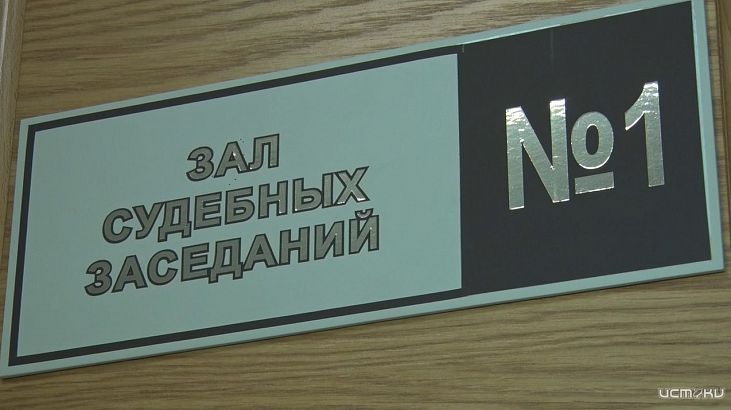 ЗАЛ
СУДЕБНЫХ
ЗАСЕДАНИЙ
№1
истоки